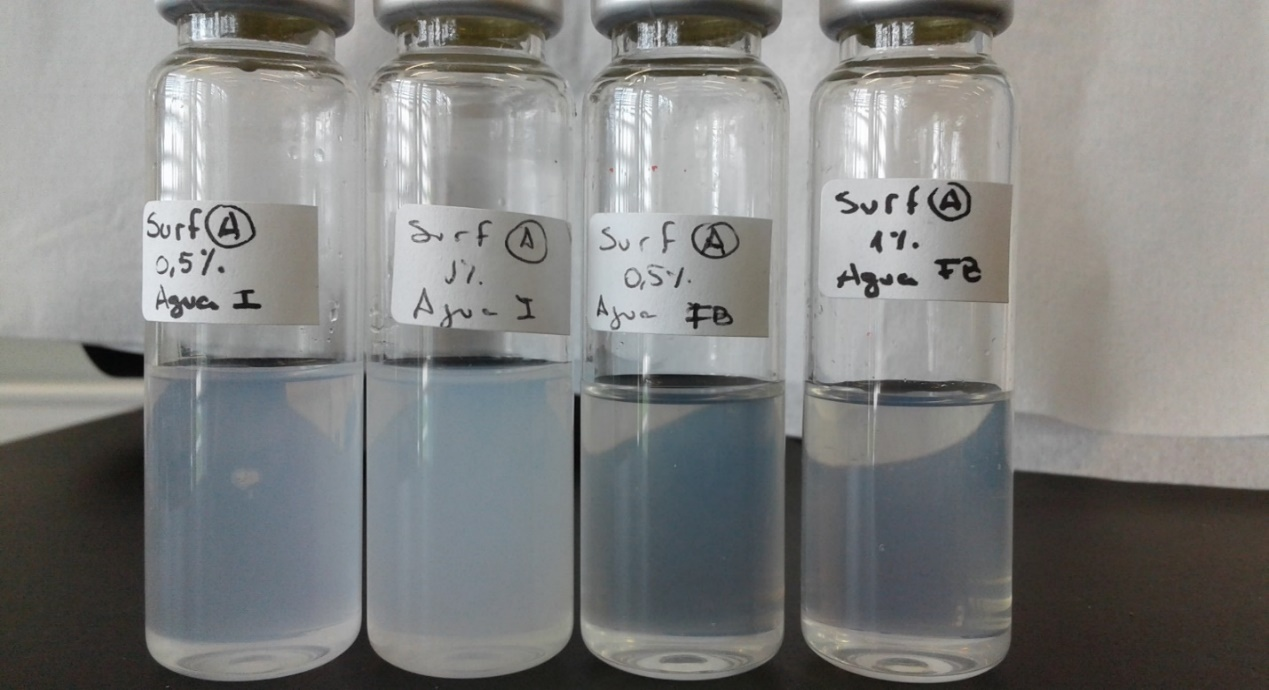 Surf A
0,5%.
Agua I
Surf A
1%.
Agua I
Surf A
0,5%.
Agua FB
Surf A
1%.
Agua FB